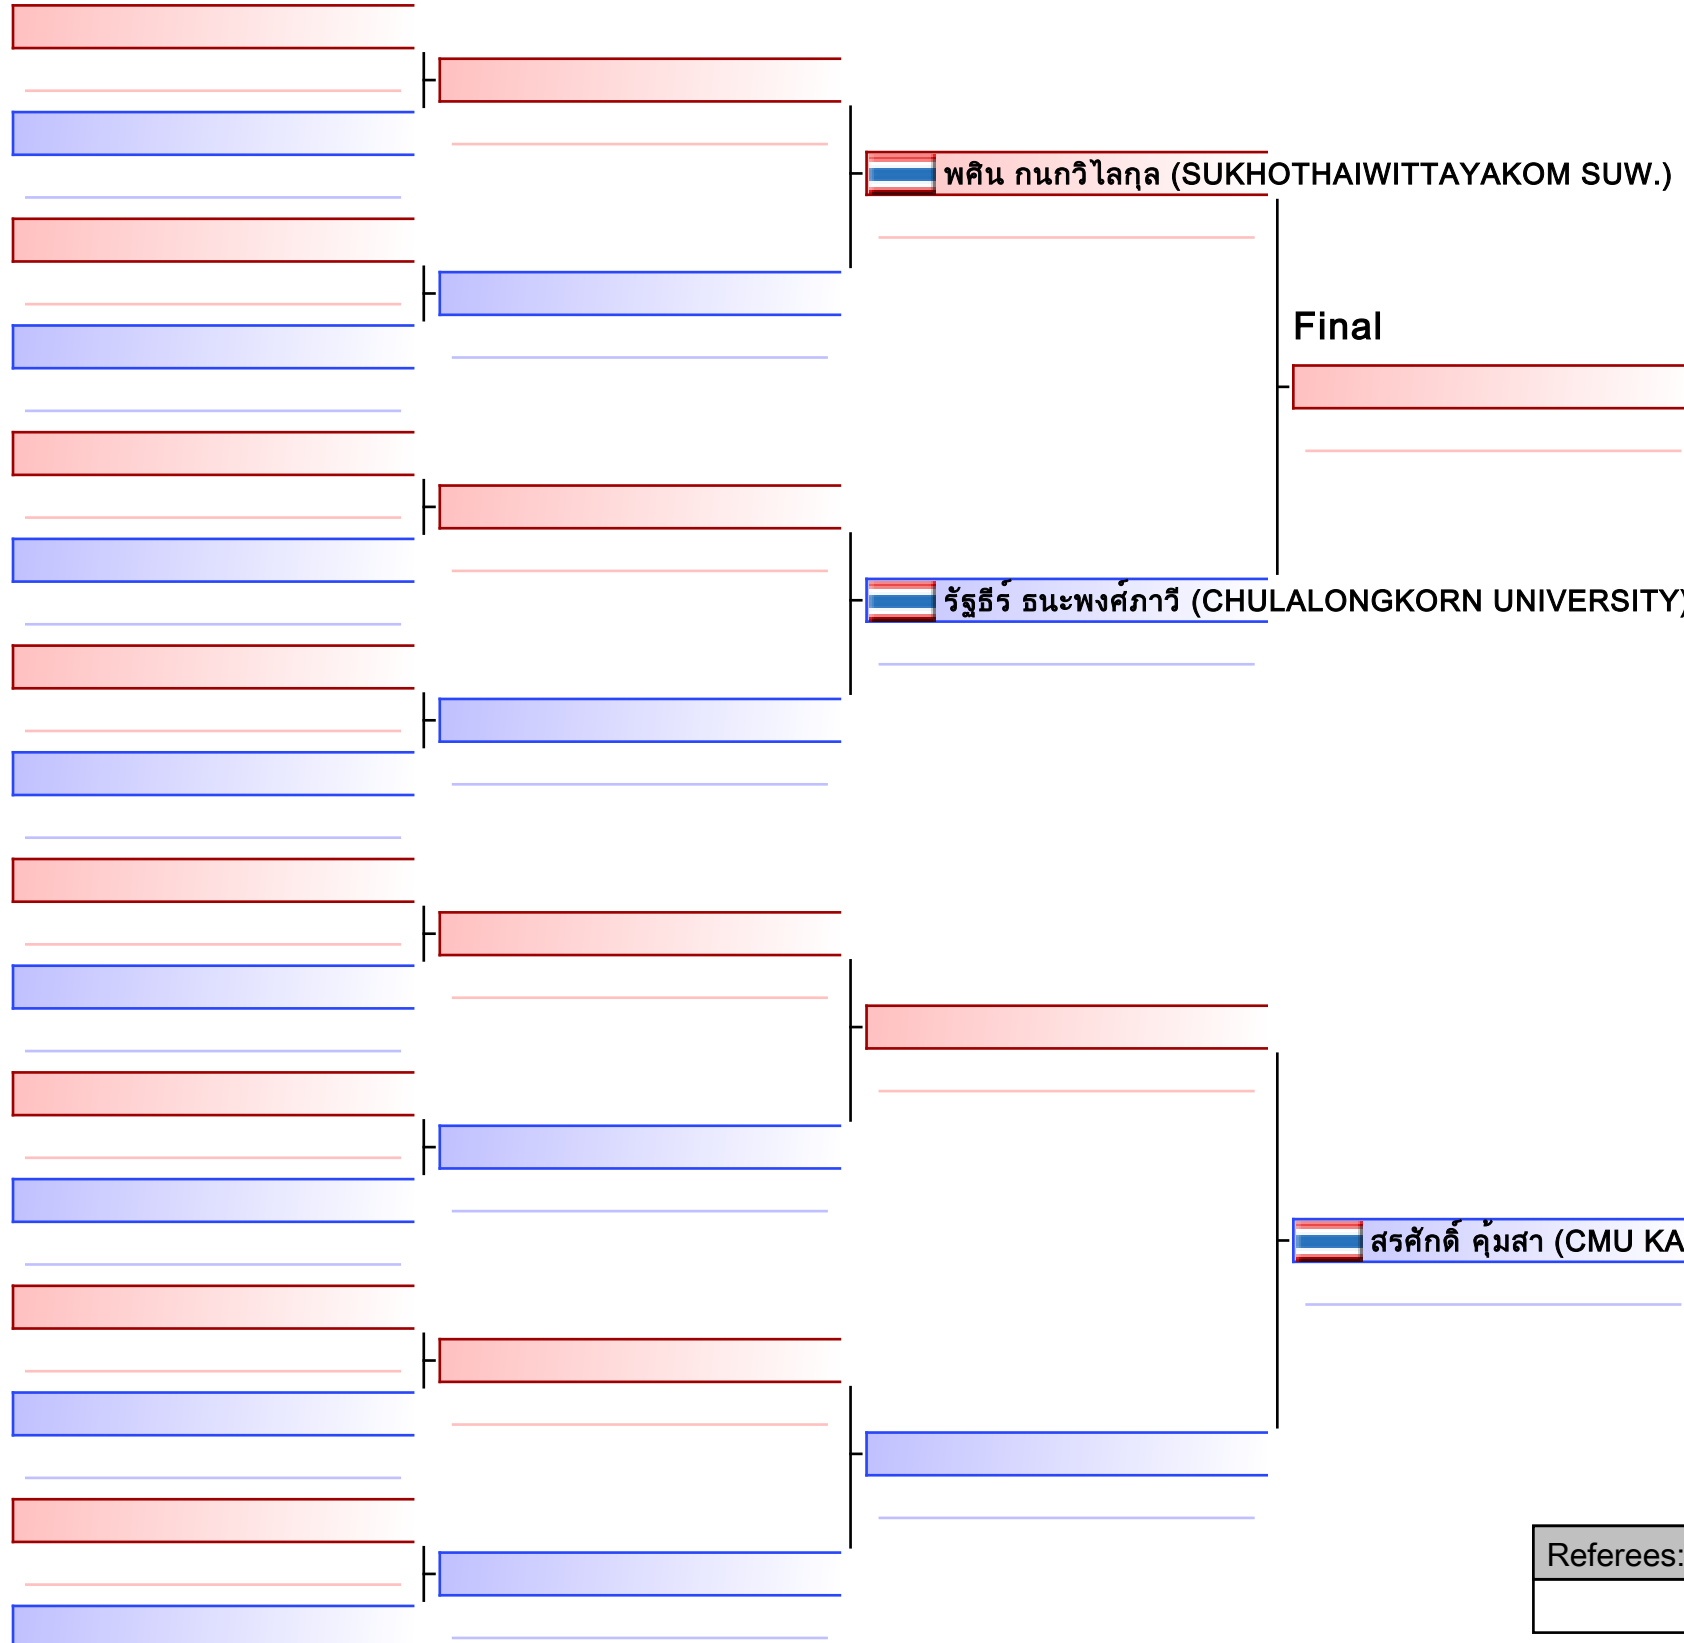 พศิน กนกวิไลกุล (SUKHOTHAIWITTAYAKOM SUW.)
Final
รัฐธีร์ ธนะพงศ์ภาวี (CHULALONGKORN UNIVERSITY)
สรศักดิ์ คุ้มสา (CMU KA
Referees: